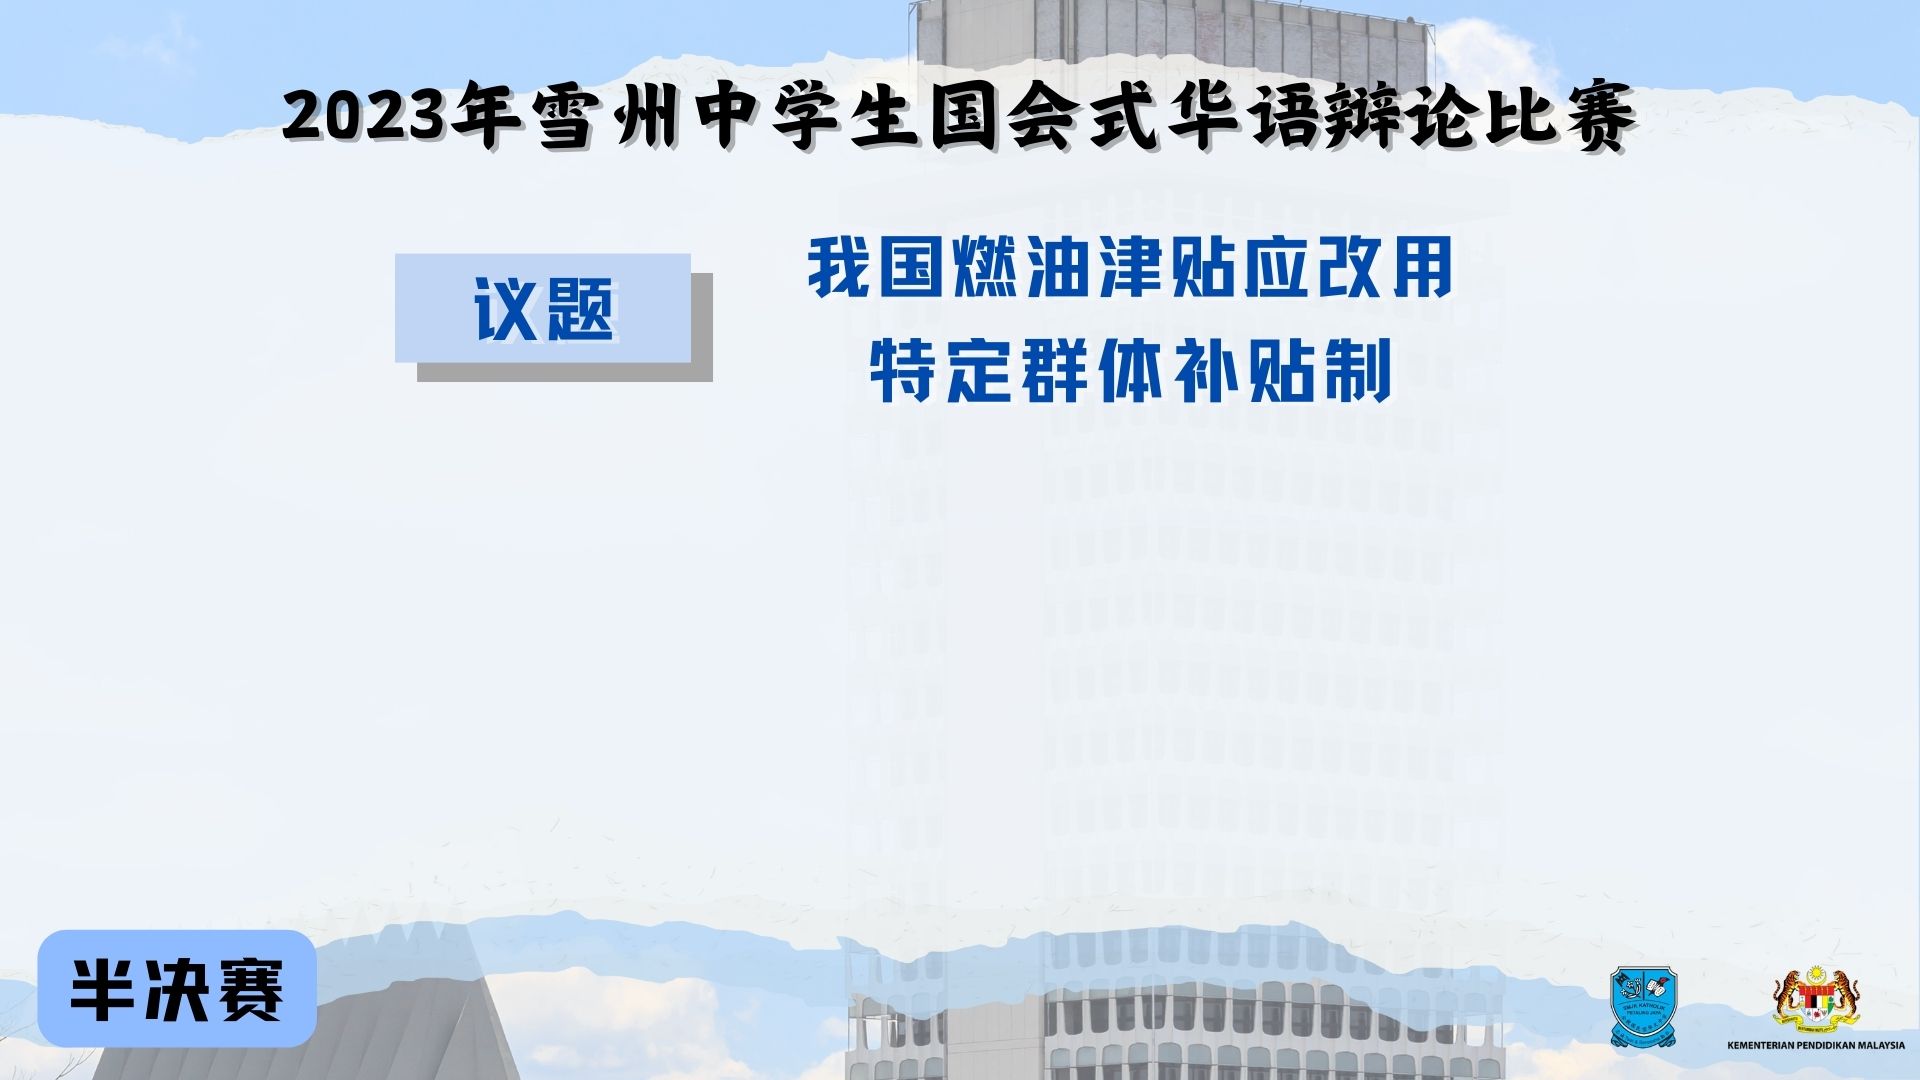 2023年雪州中学生国会式华语辩论比赛
议题
我国燃油津贴应改用
特定群体补贴制
半决赛
SMJK KATHOLIK
PETALING JAYA
KEMENTERIAN PENDIDIKAN MALAYSIA